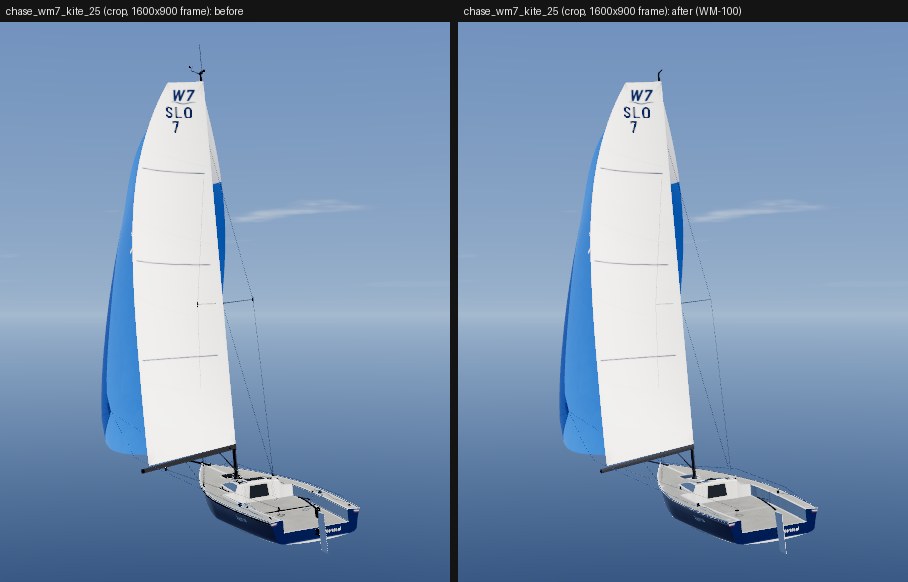 chase_wm7_kite_25 (crop, 1600x900 frame): before
chase_wm7_kite_25 (crop, 1600x900 frame): after (WM-100)
W7
SLO
7
W7
SLO
7